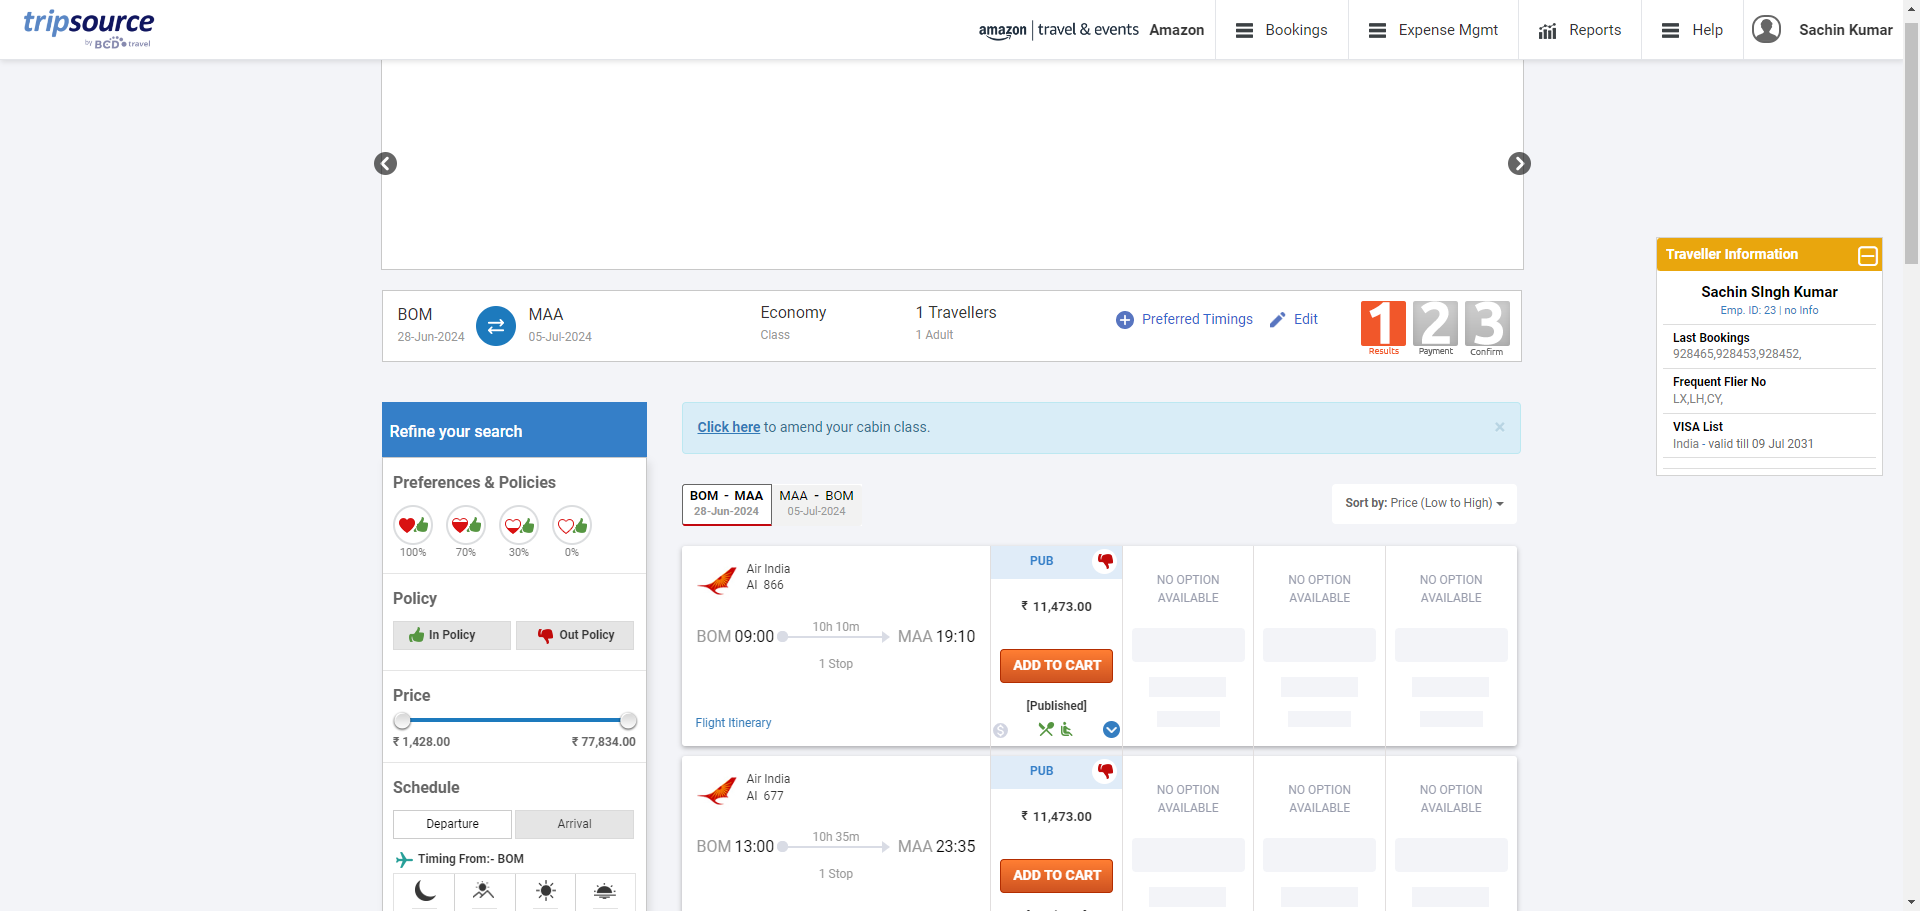 tripsource
by BCD travel
amazon travel & events Amazon
Bookings
Expense Mgmt
Reports
Help
Sachin Kumar
Traveller Information
Sachin SIngh Kumar
Emp. ID: 23 | no Info
Last Bookings
928465,928453,928452,
Frequent Flier No
LX,LH,CY,
VISA List
India - valid till 09 Jul 2031
BOM
28-Jun-2024
MAA
05-Jul-2024
Economy
Class
1 Travellers
1 Adult
Preferred Timings
Edit
1 2 3
Results Payment Confirm
Refine your search
Preferences & Policies
100% 70% 30% 0%
Policy
In Policy Out Policy
Price
₹ 1,428.00 ₹ 77,834.00
Schedule
Departure Arrival
Timing From:- BOM
Click here to amend your cabin class. ×
BOM - MAA
28-Jun-2024
MAA - BOM
05-Jul-2024
Sort by: Price (Low to High)
Air India
AI 866
BOM 09:00
10h 10m
1 Stop
MAA 19:10
Flight Itinerary
PUB
₹ 11,473.00
ADD TO CART
[Published]
NO OPTION
AVAILABLE
NO OPTION
AVAILABLE
NO OPTION
AVAILABLE
Air India
AI 677
BOM 13:00
10h 35m
1 Stop
MAA 23:35
PUB
₹ 11,473.00
ADD TO CART
NO OPTION
AVAILABLE
NO OPTION
AVAILABLE
NO OPTION
AVAILABLE